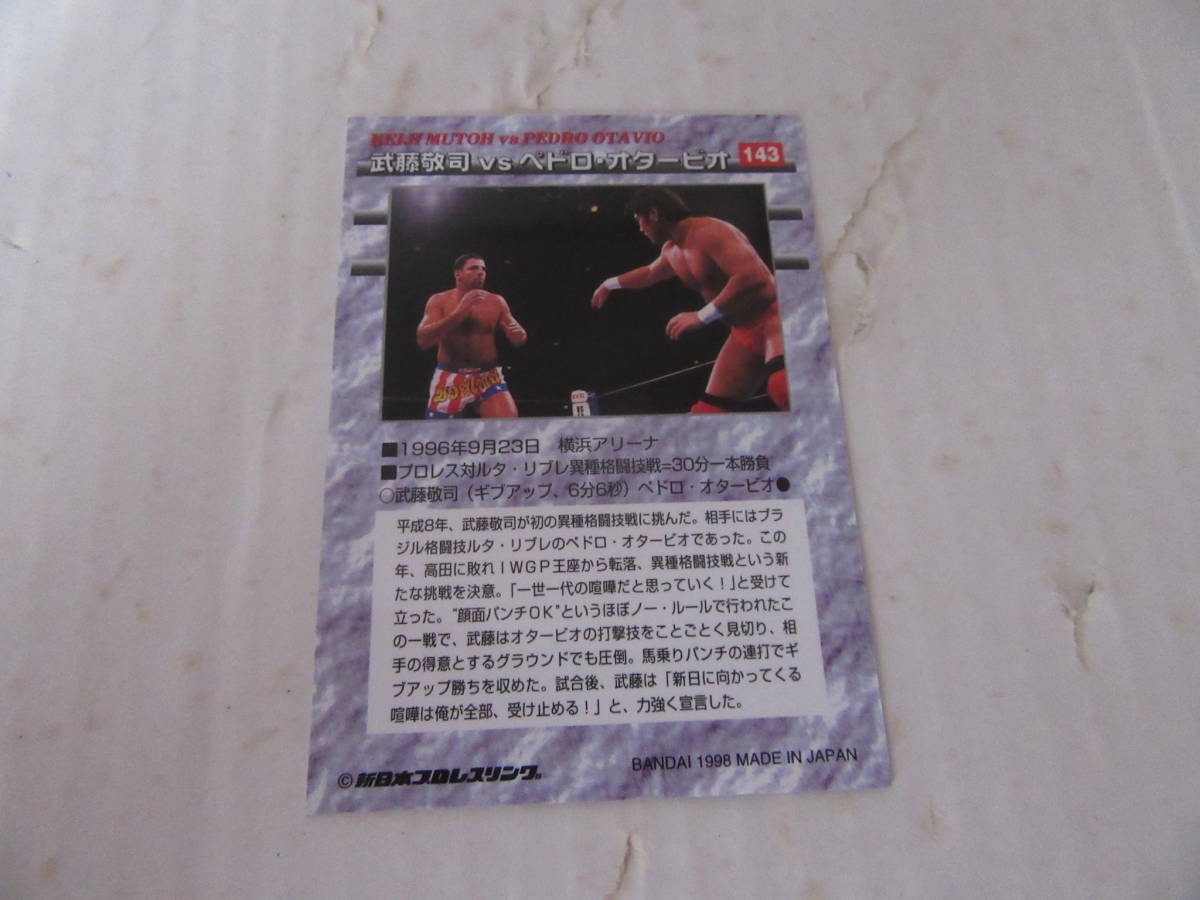 KEIJI MUTOH vs PEDRO OTAVIO
武藤敬司 vs ペドロ・オタービオ 143
■1996年9月23日 横浜アリーナ
■プロレス対ルタ・リブレ異種格闘技戦=30分一本勝負
○武藤敬司(ギブアップ、6分6秒)ペドロ・オタービオ●
平成8年、武藤敬司が初の異種格闘技戦に挑んだ。相手にはブラ
ジル格闘技ルタ・リブレのペドロ・オタービオであった。この
年、高田に敗れIWGP王座から転落、異種格闘技戦という新
たな挑戦を決意。「一世一代の喧嘩だと思っていく!」と受けて
立った。“顔面パンチOK”というほぼノー・ルールで行われたこ
の一戦で、武藤はオタービオの打撃技をことごとく見切り、相
手の得意とするグラウンドでも圧倒。馬乗りパンチの連打でギ
ブアップ勝ちを収めた。試合後、武藤は「新日に向かってくる
喧嘩は俺が全部、受け止める!」と、力強く宣言した。
©新日本プロレスリング㈱
BANDAI 1998 MADE IN JAPAN